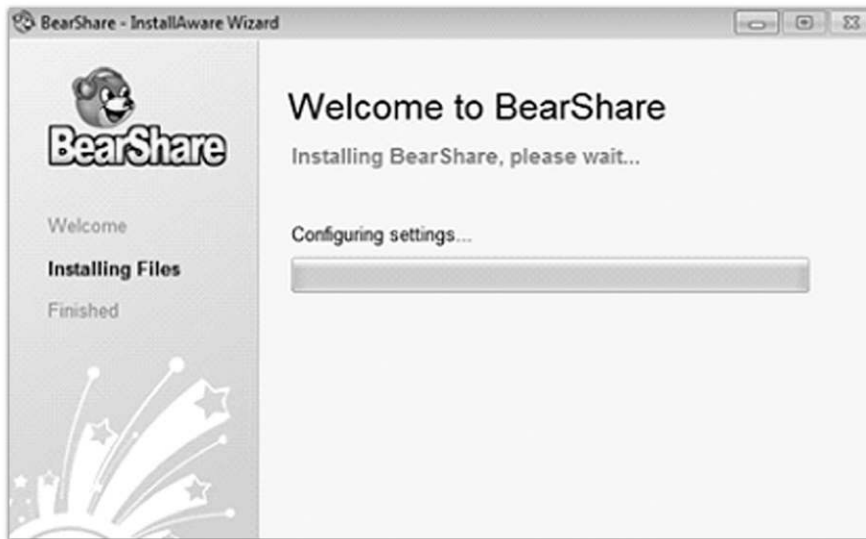 BearShare - InstallAware Wizard
BearShare
Welcome
Installing Files
Finished
Welcome to BearShare
Installing BearShare, please wait...
Configuring settings...